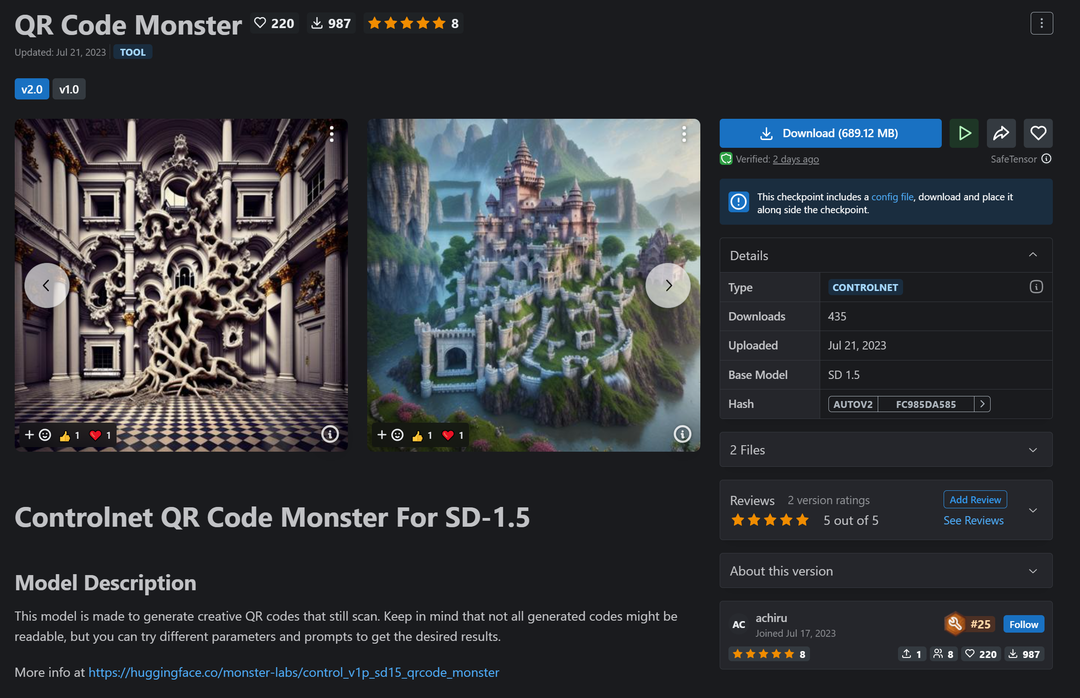 QR Code Monster 220 987 8
Updated: Jul 21, 2023 TOOL
v2.0 v1.0
1 1
1 1
Controlnet QR Code Monster For SD-1.5
Model Description
This model is made to generate creative QR codes that still scan. Keep in mind that not all generated codes might be
readable, but you can try different parameters and prompts to get the desired results.
More info at https://huggingface.co/monster-labs/control_v1p_sd15_qrcode_monster
Download (689.12 MB)
Verified: 2 days ago SafeTensor
This checkpoint includes a config file, download and place it
along side the checkpoint.
Details
Type CONTROLNET
Downloads 435
Uploaded Jul 21, 2023
Base Model SD 1.5
Hash AUTOV2 FC985DA585
2 Files
Reviews 2 version ratings Add Review
5 out of 5 See Reviews
About this version
AC achiru #25 Follow
Joined Jul 17, 2023
8 1 8 220 987